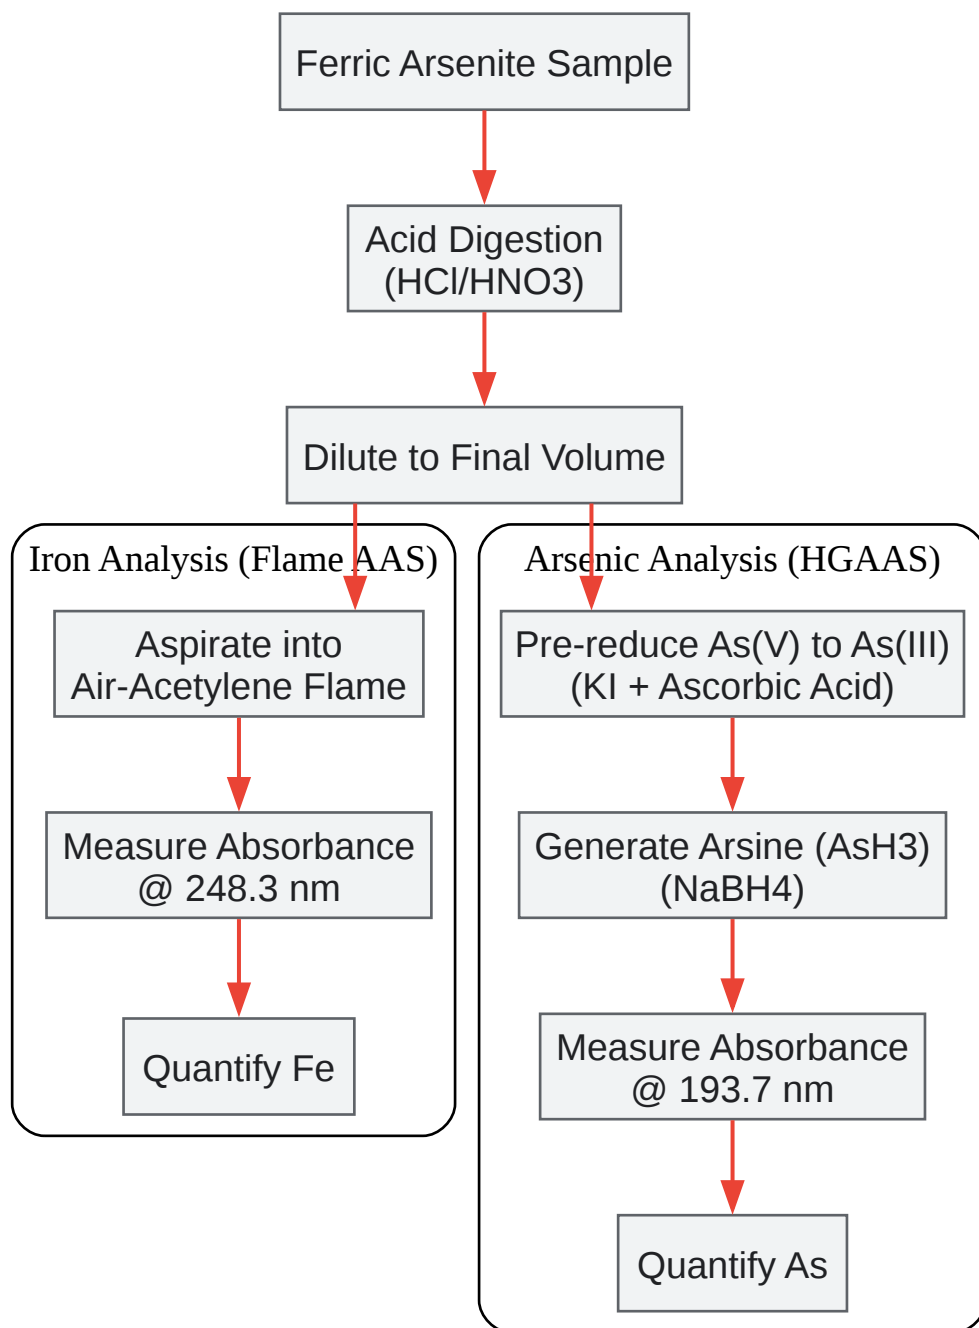 Ferric Arsenite Sample
Acid Digestion
(HCl/HNO3)
Dilute to Final Volume
Iron Analysis (Flame AAS)
Aspirate into
Air-Acetylene Flame
Measure Absorbance
@ 248.3 nm
Quantify Fe
Arsenic Analysis (HGAAS)
Pre-reduce As(V) to As(III)
(KI + Ascorbic Acid)
Generate Arsine (AsH3)
(NaBH4)
Measure Absorbance
@ 193.7 nm
Quantify As